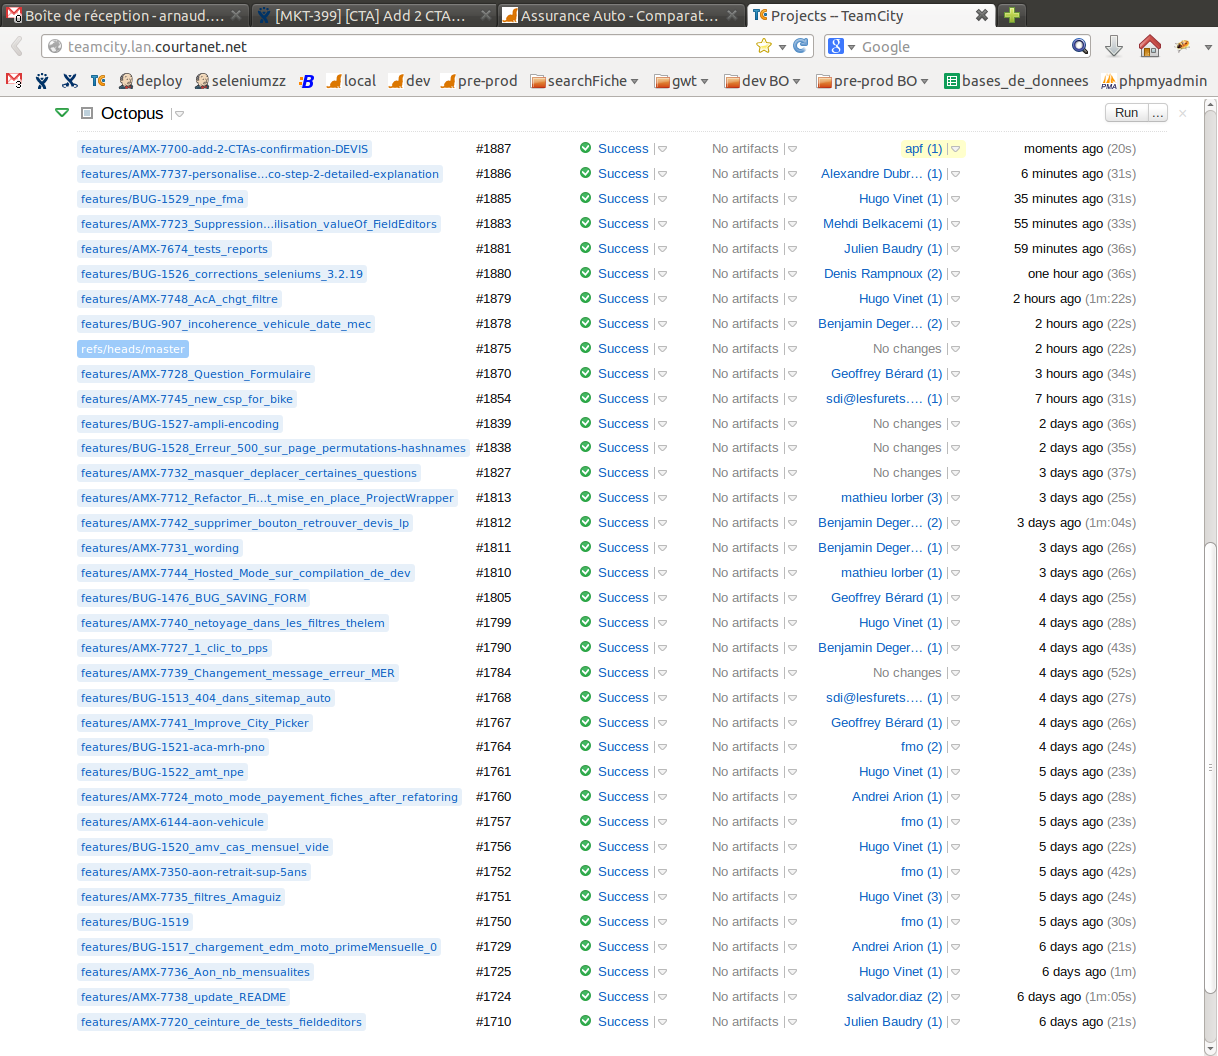 Boîte de réception - arnaud....
[MKT-399] [CTA] Add 2 CTA...
Assurance Auto - Comparat...
TC Projects -- TeamCity
teamcity.lan.courtanet.net
Google
3 TC deploy seleniumzz :B local dev pre-prod searchFiche gwt dev BO pre-prod BO bases_de_donnees phpmyadmin
Octopus Run ...
features/AMX-7700-add-2-CTAs-confirmation-DEVIS #1887 Success No artifacts apf (1) moments ago (20s)
features/AMX-7737-personalise...co-step-2-detailed-explanation #1886 Success No artifacts Alexandre Dubr... (1) 6 minutes ago (31s)
features/BUG-1529_npe_fma #1885 Success No artifacts Hugo Vinet (1) 35 minutes ago (31s)
features/AMX-7723_Suppression...ilisation_valueOf_FieldEditors #1883 Success No artifacts Mehdi Belkacemi (1) 55 minutes ago (33s)
features/AMX-7674_tests_reports #1881 Success No artifacts Julien Baudry (1) 59 minutes ago (36s)
features/BUG-1526_corrections_seleniums_3.2.19 #1880 Success No artifacts Denis Rampnoux (2) one hour ago (36s)
features/AMX-7748_AcA_chgt_filtre #1879 Success No artifacts Hugo Vinet (1) 2 hours ago (1m:22s)
features/BUG-907_incoherence_vehicule_date_mec #1878 Success No artifacts Benjamin Deger... (2) 2 hours ago (22s)
refs/heads/master #1875 Success No artifacts No changes 2 hours ago (22s)
features/AMX-7728_Question_Formulaire #1870 Success No artifacts Geoffrey Bérard (1) 3 hours ago (34s)
features/AMX-7745_new_csp_for_bike #1854 Success No artifacts sdi@lesfurets.... (1) 7 hours ago (31s)
features/BUG-1527-ampli-encoding #1839 Success No artifacts No changes 2 days ago (36s)
features/BUG-1528_Erreur_500_sur_page_permutations-hashnames #1838 Success No artifacts No changes 2 days ago (35s)
features/AMX-7732_masquer_deplacer_certaines_questions #1827 Success No artifacts No changes 3 days ago (37s)
features/AMX-7712_Refactor_Fi...t_mise_en_place_ProjectWrapper #1813 Success No artifacts mathieu lorber (3) 3 days ago (25s)
features/AMX-7742_supprimer_bouton_retrouver_devis_lp #1812 Success No artifacts Benjamin Deger... (2) 3 days ago (1m:04s)
features/AMX-7731_wording #1811 Success No artifacts Benjamin Deger... (1) 3 days ago (26s)
features/AMX-7744_Hosted_Mode_sur_compilation_de_dev #1810 Success No artifacts mathieu lorber (1) 3 days ago (26s)
features/BUG-1476_BUG_SAVING_FORM #1805 Success No artifacts Geoffrey Bérard (1) 4 days ago (25s)
features/AMX-7740_netoyage_dans_les_filtres_thelem #1799 Success No artifacts Hugo Vinet (1) 4 days ago (28s)
features/AMX-7727_1_clic_to_pps #1790 Success No artifacts Benjamin Deger... (1) 4 days ago (43s)
features/AMX-7739_Changement_message_erreur_MER #1784 Success No artifacts No changes 4 days ago (52s)
features/BUG-1513_404_dans_sitemap_auto #1768 Success No artifacts sdi@lesfurets.... (1) 4 days ago (27s)
features/AMX-7741_Improve_City_Picker #1767 Success No artifacts Geoffrey Bérard (1) 4 days ago (26s)
features/BUG-1521-aca-mrh-pno #1764 Success No artifacts fmo (2) 4 days ago (24s)
features/BUG-1522_amt_npe #1761 Success No artifacts Hugo Vinet (1) 5 days ago (23s)
features/AMX-7724_moto_mode_payement_fiches_after_refatoring #1760 Success No artifacts Andrei Arion (1) 5 days ago (28s)
features/AMX-6144-aon-vehicule #1757 Success No artifacts fmo (1) 5 days ago (23s)
features/BUG-1520_amv_cas_mensuel_vide #1756 Success No artifacts Hugo Vinet (1) 5 days ago (22s)
features/AMX-7350-aon-retrait-sup-5ans #1752 Success No artifacts fmo (1) 5 days ago (42s)
features/AMX-7735_filtres_Amaguiz #1751 Success No artifacts Hugo Vinet (3) 5 days ago (24s)
features/BUG-1519 #1750 Success No artifacts fmo (1) 5 days ago (30s)
features/BUG-1517_chargement_edm_moto_primeMensuelle_0 #1729 Success No artifacts Andrei Arion (1) 6 days ago (21s)
features/AMX-7736_Aon_nb_mensualites #1725 Success No artifacts Hugo Vinet (1) 6 days ago (1m)
features/AMX-7738_update_README #1724 Success No artifacts salvador.diaz (2) 6 days ago (1m:05s)
features/AMX-7720_ceinture_de_tests_fieldeditors #1710 Success No artifacts Julien Baudry (1) 6 days ago (21s)